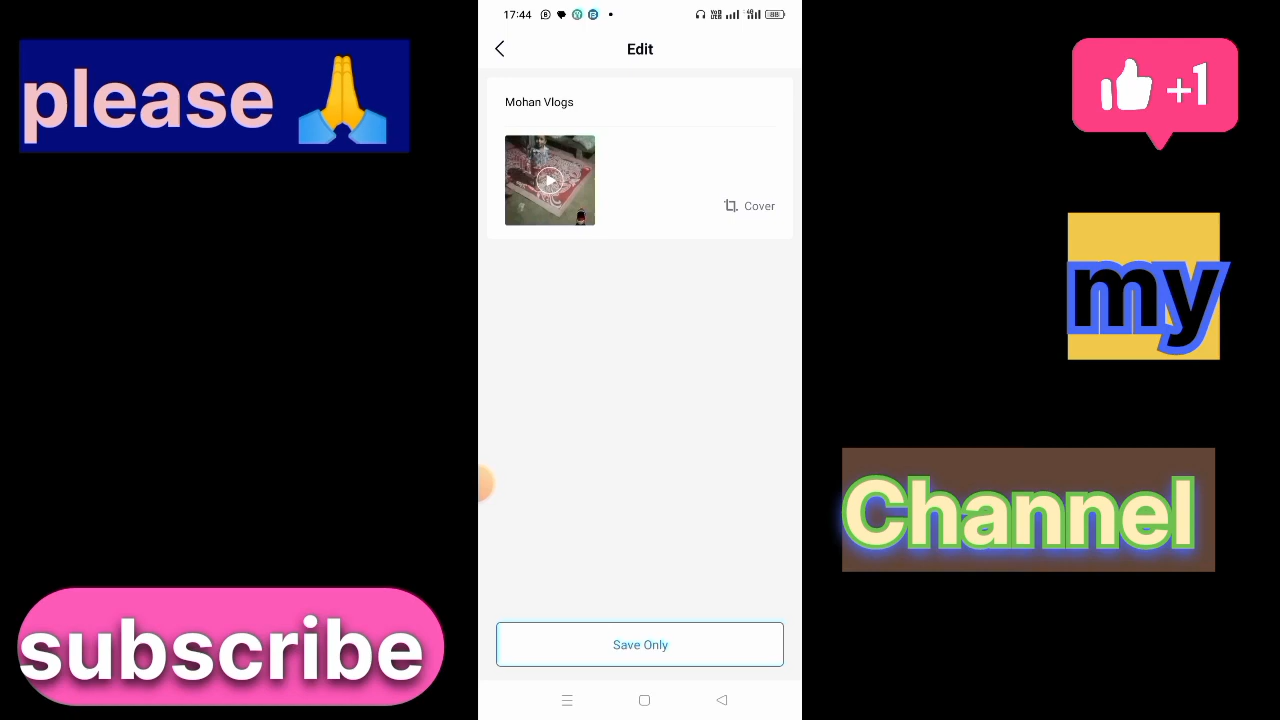 please 🙏
+1
my
Channel
subscribe
17:44
Edit
Mohan Vlogs
Cover
Save Only